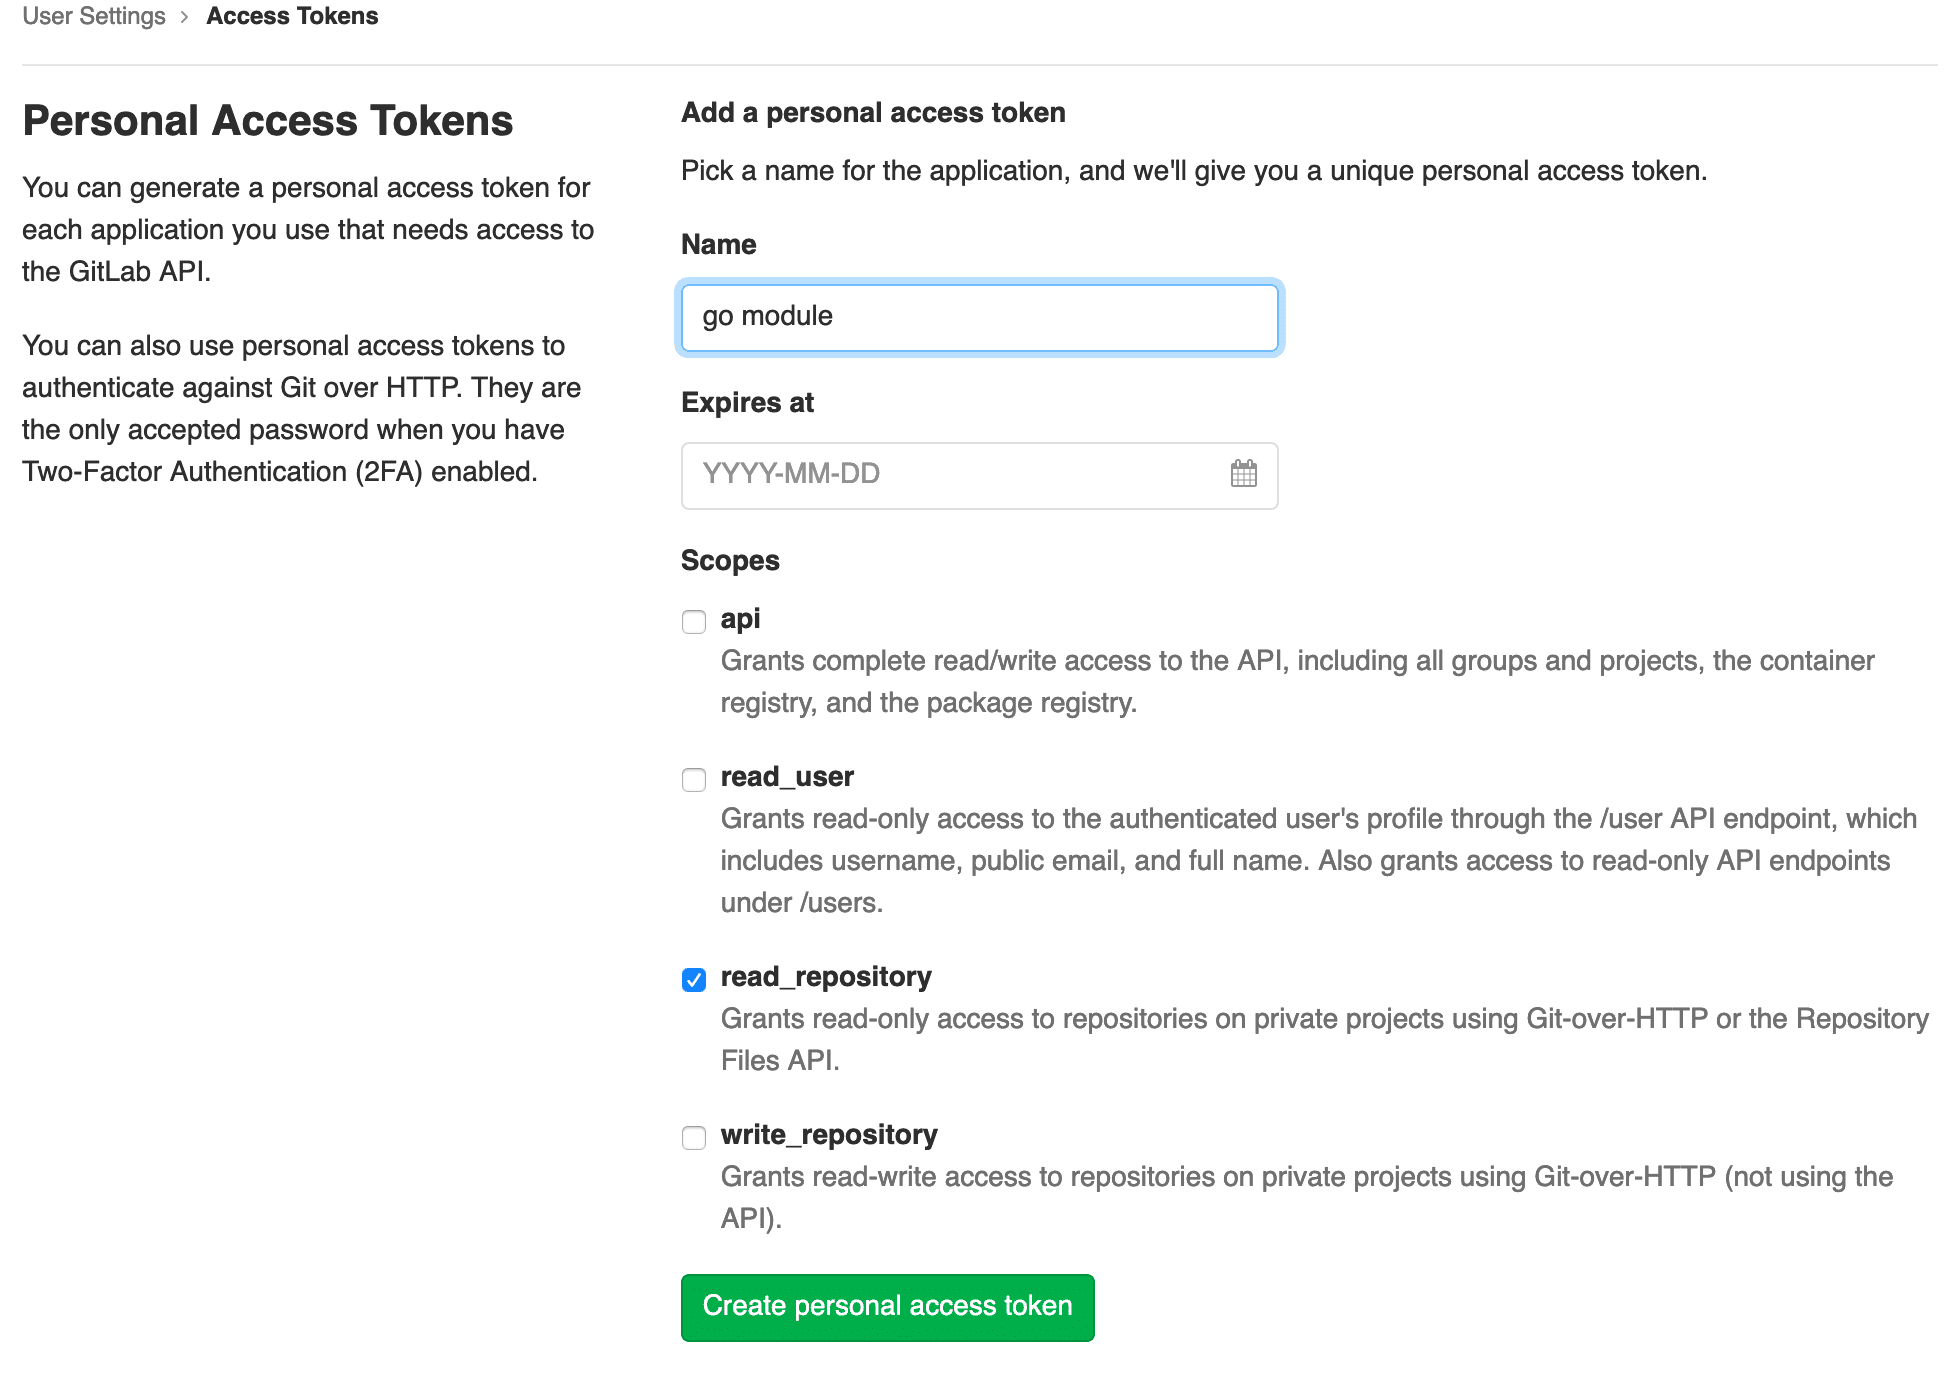 User Settings > Access Tokens
Personal Access Tokens
You can generate a personal access token for
each application you use that needs access to
the GitLab API.
You can also use personal access tokens to
authenticate against Git over HTTP. They are
the only accepted password when you have
Two-Factor Authentication (2FA) enabled.
Add a personal access token
Pick a name for the application, and we'll give you a unique personal access token.
Name
go module
Expires at
YYYY-MM-DD
Scopes
api
Grants complete read/write access to the API, including all groups and projects, the container
registry, and the package registry.
read_user
Grants read-only access to the authenticated user's profile through the /user API endpoint, which
includes username, public email, and full name. Also grants access to read-only API endpoints
under /users.
read_repository
Grants read-only access to repositories on private projects using Git-over-HTTP or the Repository
Files API.
write_repository
Grants read-write access to repositories on private projects using Git-over-HTTP (not using the
API).
Create personal access token